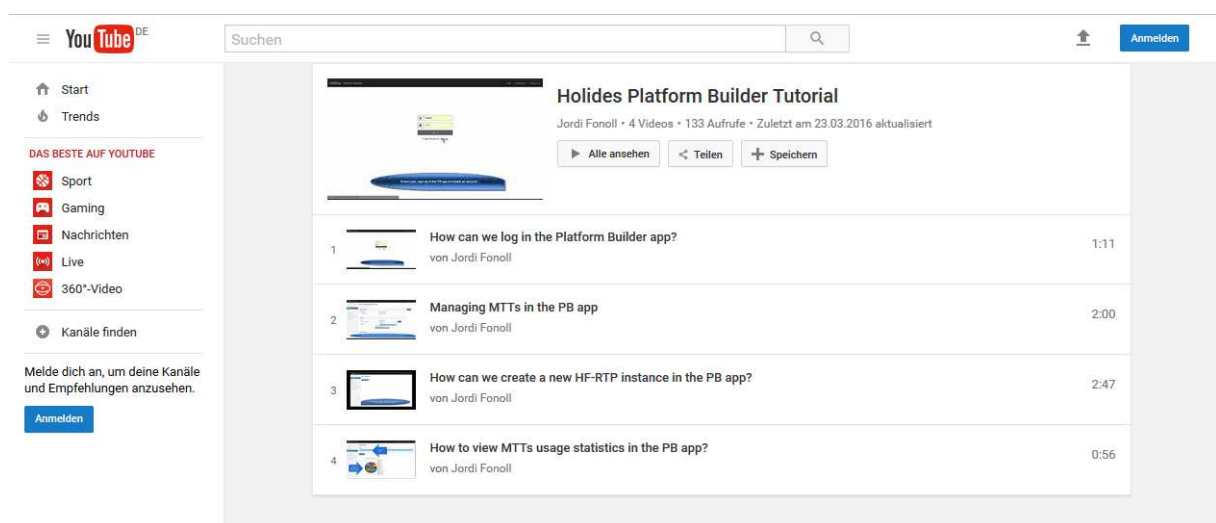 YouTube DE
Suchen
Anmelden
Start
Trends
DAS BESTE AUF YOUTUBE
Sport
Gaming
Nachrichten
Live
360°-Video
Kanäle finden
Melde dich an, um deine Kanäle
und Empfehlungen anzusehen.
Anmelden
Holides Platform Builder Tutorial
Jordi Fonoll • 4 Videos • 133 Aufrufe • Zuletzt am 23.03.2016 aktualisiert
Alle ansehen Teilen Speichern
1 How can we log in the Platform Builder app? 1:11
von Jordi Fonoll
2 Managing MTTs in the PB app 2:00
von Jordi Fonoll
3 How can we create a new HF-RTP instance in the PB app? 2:47
von Jordi Fonoll
4 How to view MTTs usage statistics in the PB app? 0:56
von Jordi Fonoll